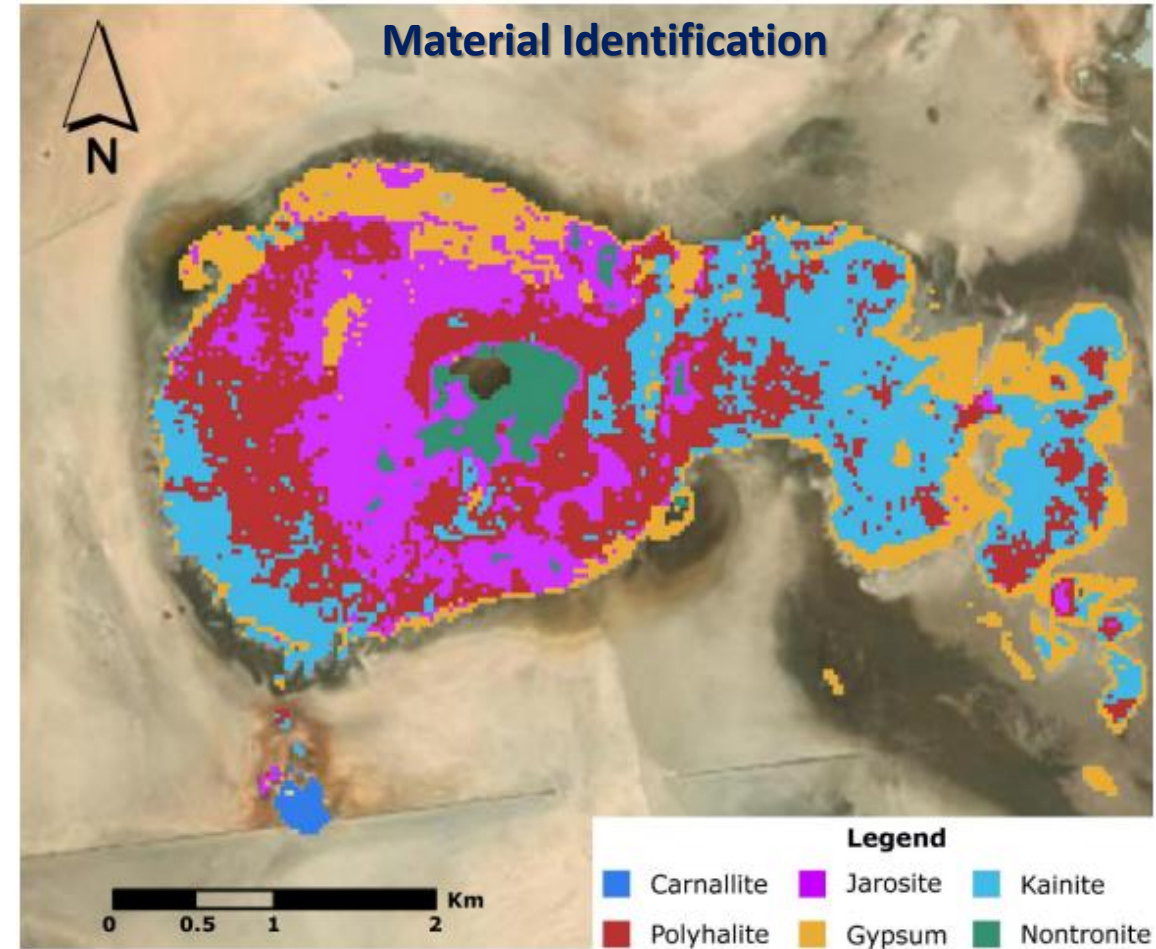 Material Identification
N
Km
0 0.5 1 2
Legend
Carnallite Jarosite Kainite
Polyhalite Gypsum Nontronite